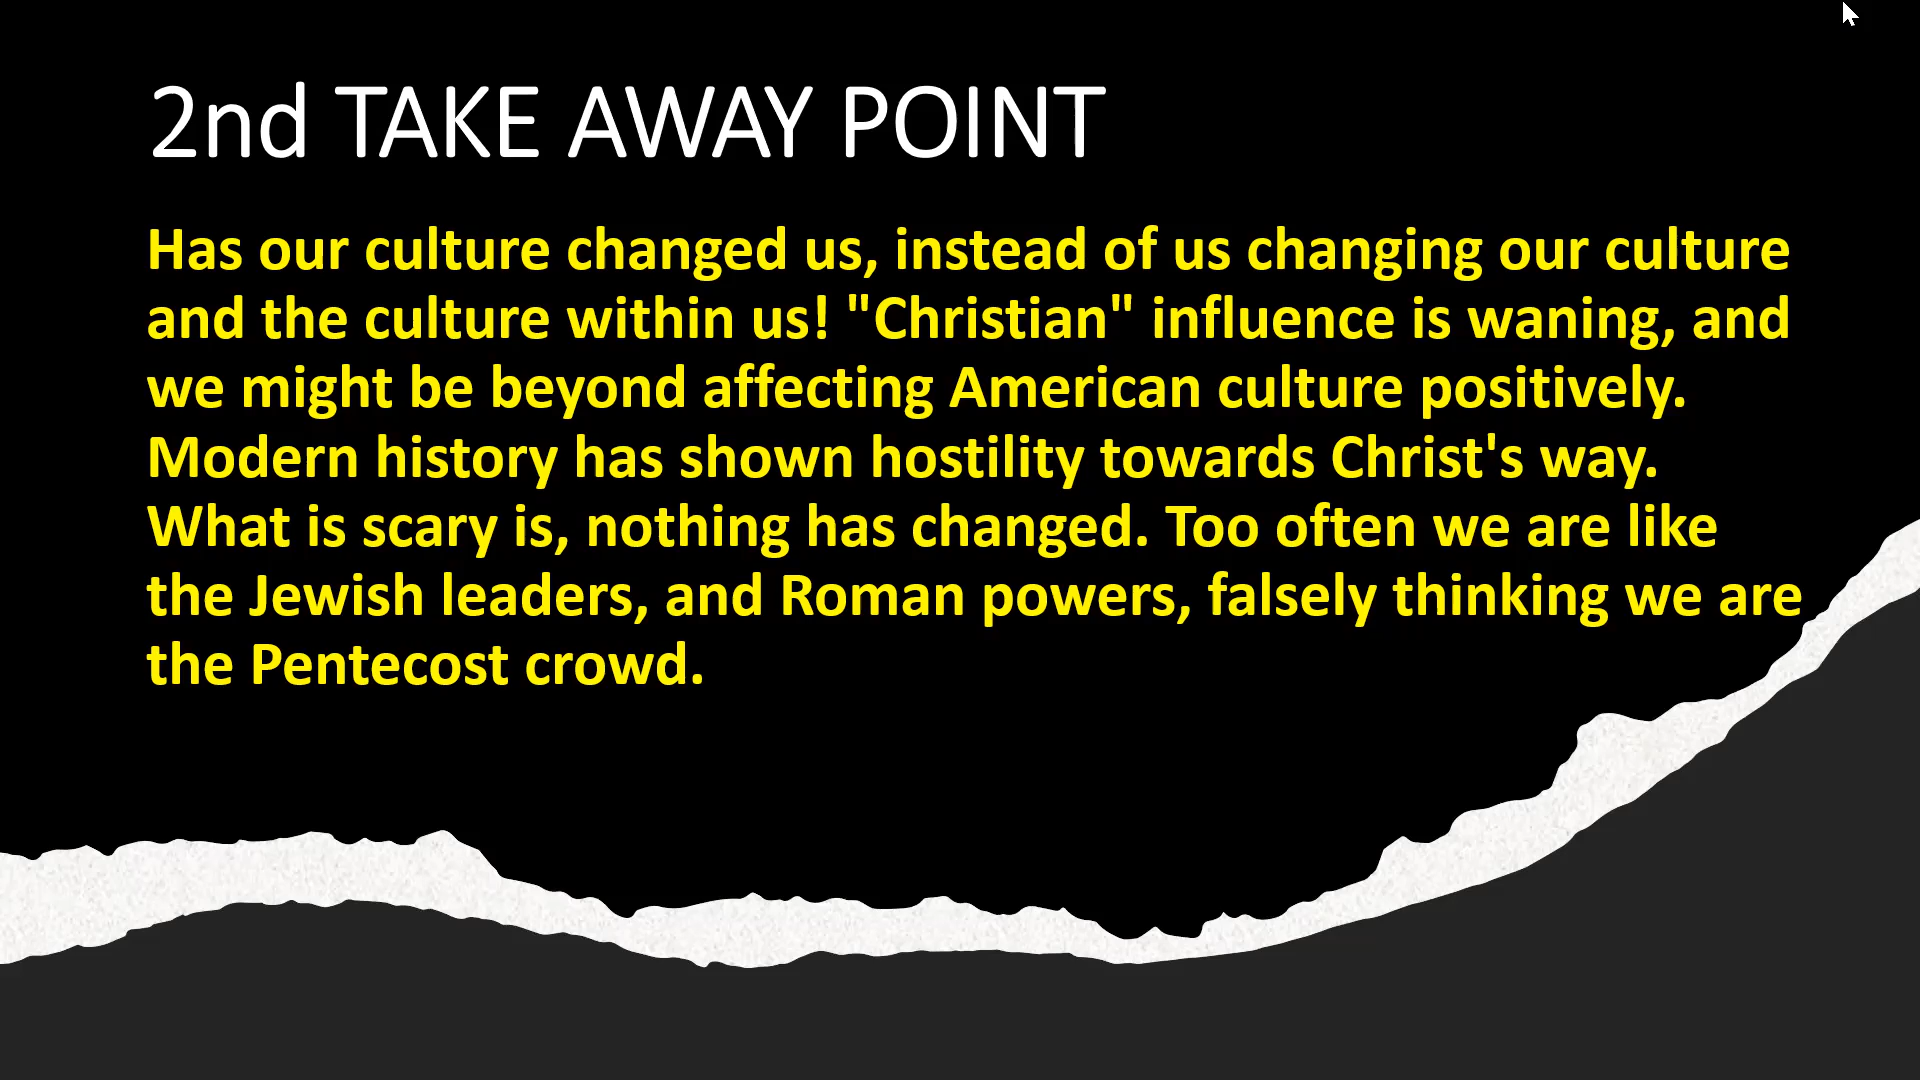 2nd TAKE AWAY POINT
Has our culture changed us, instead of us changing our culture
and the culture within us! "Christian" influence is waning, and
we might be beyond affecting American culture positively.
Modern history has shown hostility towards Christ's way.
What is scary is, nothing has changed. Too often we are like
the Jewish leaders, and Roman powers, falsely thinking we are
the Pentecost crowd.